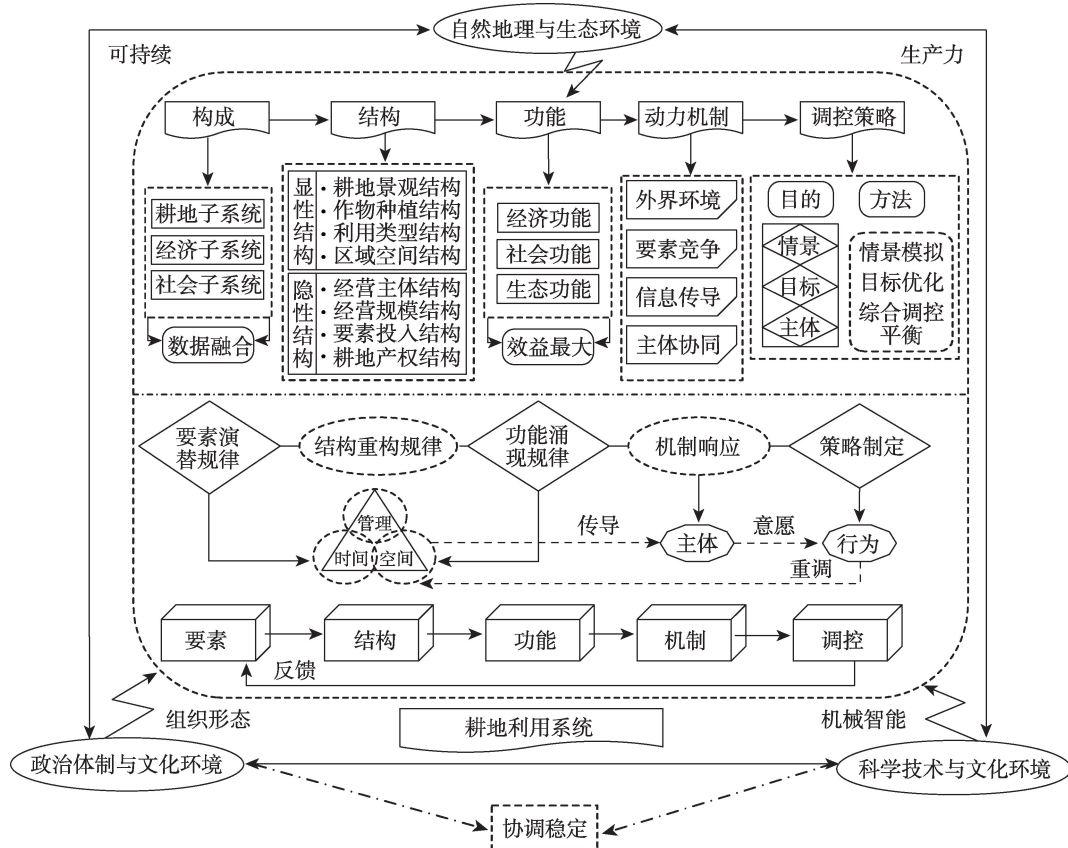 自然地理与生态环境
可持续
生产力
构成
结构
功能
动力机制
调控策略
耕地子系统
经济子系统
社会子系统
数据融合
显性结构
·耕地景观结构
·作物种植结构
·利用类型结构
·区域空间结构
隐性结构
·经营主体结构
·经营规模结构
·要素投入结构
·耕地产权结构
经济功能
社会功能
生态功能
效益最大
外界环境
要素竞争
信息传导
主体协同
目的
方法
情景
目标
主体
情景模拟
目标优化
综合调控
平衡
要素演
替规律
结构重构规律
功能涌
现规律
机制响应
策略制定
管理
时间
空间
传导
主体
意愿
行为
重调
要素
结构
功能
机制
调控
反馈
组织形态
耕地利用系统
机械智能
政治体制与文化环境
科学技术与文化环境
协调稳定